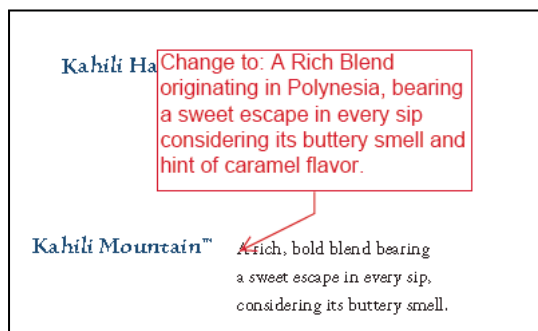 Kahili Ha
Change to: A Rich Blend
originating in Polynesia, bearing
a sweet escape in every sip
considering its buttery smell and
hint of caramel flavor.
Kahili Mountain™ A rich, bold blend bearing
a sweet escape in every sip,
considering its buttery smell.